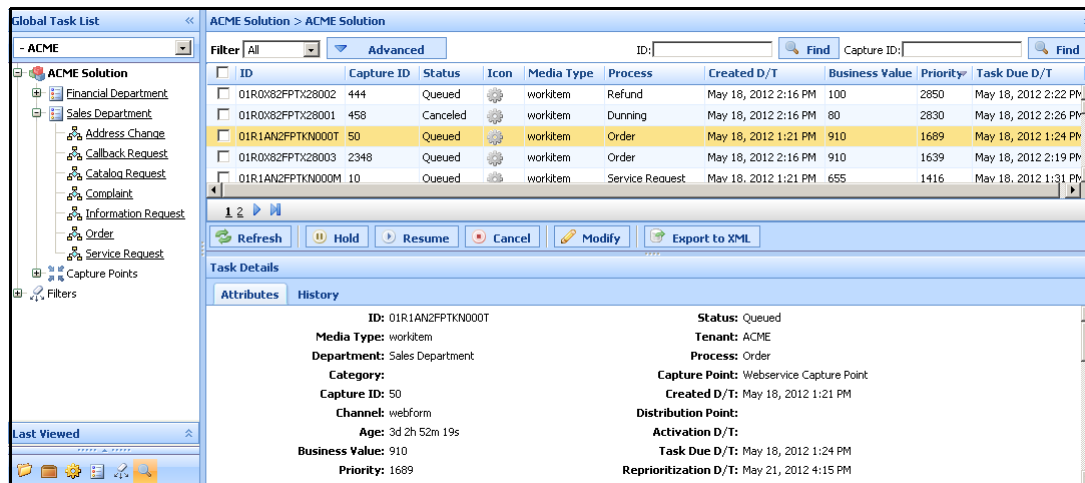 Global Task List
- ACME
ACME Solution
Financial Department
Sales Department
Address Change
Callback Request
Catalog Request
Complaint
Information Request
Order
Service Request
Capture Points
Filters
Last Viewed
ACME Solution > ACME Solution
Filter All Advanced ID: Find Capture ID: Find
ID Capture ID Status Icon Media Type Process Created D/T Business Value Priority Task Due D/T
01R0X82FPTX28002 444 Queued workitem Refund May 18, 2012 2:16 PM 100 2850 May 18, 2012 2:22 PM
01R0X82FPTX28001 458 Canceled workitem Dunning May 18, 2012 2:16 PM 80 2830 May 18, 2012 2:26 PM
01R1AN2FPTKN000T 50 Queued workitem Order May 18, 2012 1:21 PM 910 1689 May 18, 2012 1:24 PM
01R0X82FPTX28003 2348 Queued workitem Order May 18, 2012 2:16 PM 910 1639 May 18, 2012 2:19 PM
01R1AN2FPTKN000M 10 Queued workitem Service Request May 18, 2012 1:21 PM 655 1416 May 18, 2012 1:31 PM
1 2
Refresh Hold Resume Cancel Modify Export to XML
Task Details
Attributes History
ID: 01R1AN2FPTKN000T Status: Queued
Media Type: workitem Tenant: ACME
Department: Sales Department Process: Order
Category: Capture Point: Webservice Capture Point
Capture ID: 50 Created D/T: May 18, 2012 1:21 PM
Channel: webform Distribution Point:
Age: 3d 2h 52m 19s Activation D/T:
Business Value: 910 Task Due D/T: May 18, 2012 1:24 PM
Priority: 1689 Reprioritization D/T: May 21, 2012 4:15 PM